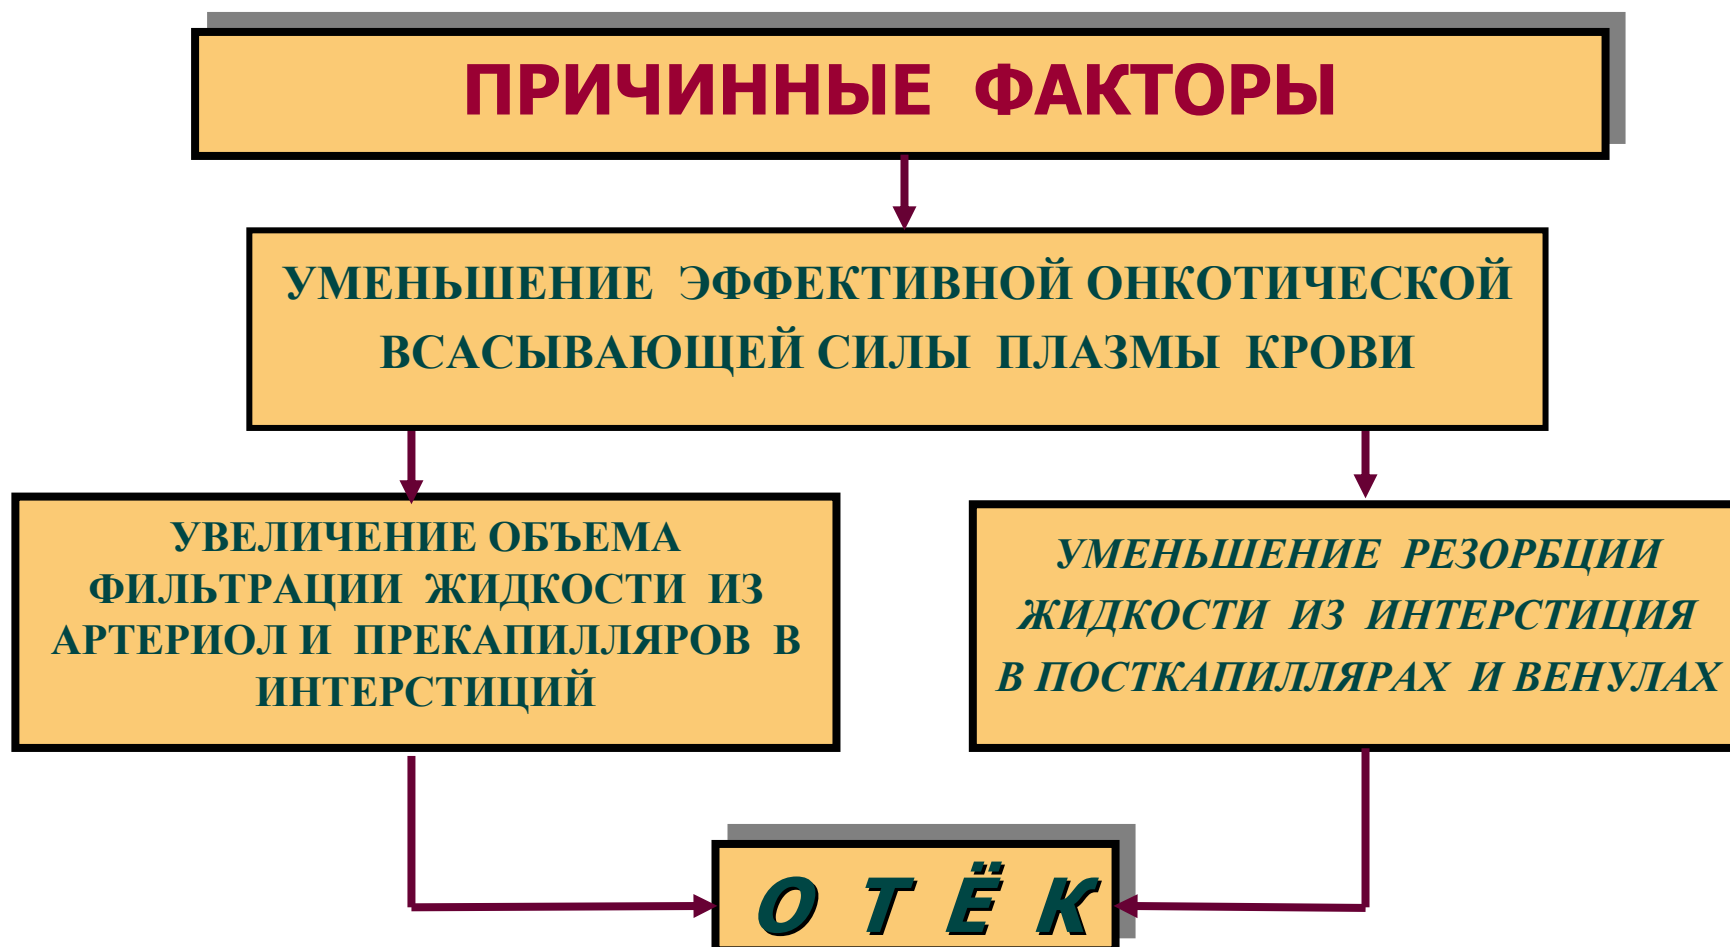 ПРИЧИННЫЕ ФАКТОРЫ
УМЕНЬШЕНИЕ ЭФФЕКТИВНОЙ ОНКОТИЧЕСКОЙ
ВСАСЫВАЮЩЕЙ СИЛЫ ПЛАЗМЫ КРОВИ
УВЕЛИЧЕНИЕ ОБЪЕМА
ФИЛЬТРАЦИИ ЖИДКОСТИ ИЗ
АРТЕРИОЛ И ПРЕКАПИЛЛЯРОВ В
ИНТЕРСТИЦИЙ
УМЕНЬШЕНИЕ РЕЗОРБЦИИ
ЖИДКОСТИ ИЗ ИНТЕРСТИЦИЯ
В ПОСТКАПИЛЛЯРАХ И ВЕНУЛАХ
О Т Ё К